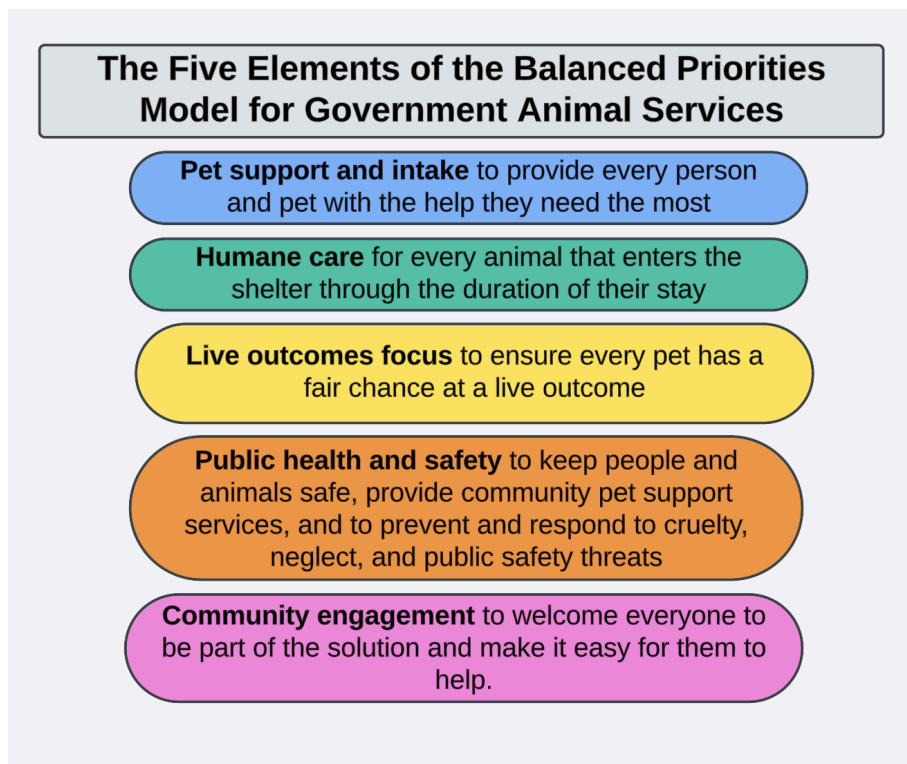 The Five Elements of the Balanced Priorities
Model for Government Animal Services
Pet support and intake to provide every person
and pet with the help they need the most
Humane care for every animal that enters the
shelter through the duration of their stay
Live outcomes focus to ensure every pet has a
fair chance at a live outcome
Public health and safety to keep people and
animals safe, provide community pet support
services, and to prevent and respond to cruelty,
neglect, and public safety threats
Community engagement to welcome everyone to
be part of the solution and make it easy for them to
help.